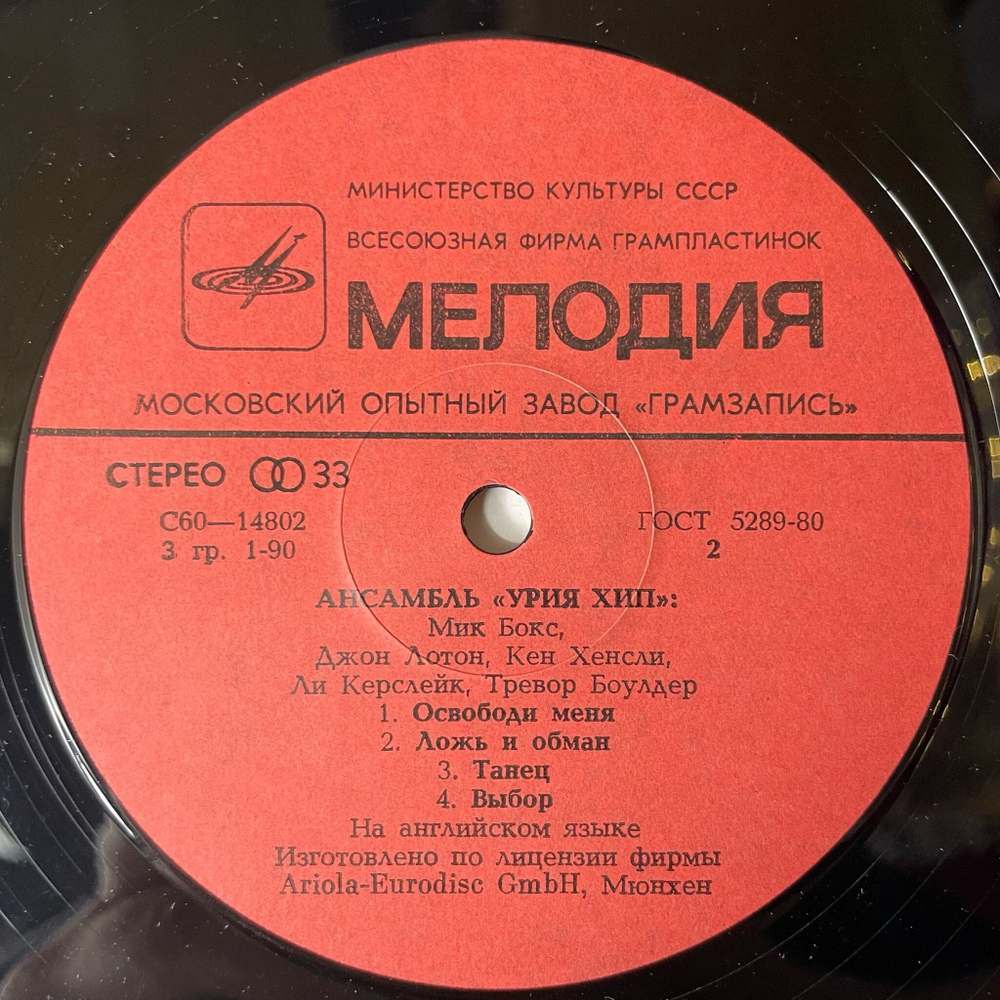 МИНИСТЕРСТВО КУЛЬТУРЫ СССР
ВСЕСОЮЗНАЯ ФИРМА ГРАМПЛАСТИНОК
МЕЛОДИЯ
МОСКОВСКИЙ ОПЫТНЫЙ ЗАВОД «ГРАМЗАПИСЬ»
СТЕРЕО 33
С60—14802
ГОСТ 5289-80
3 гр. 1-90
2
АНСАМБЛЬ «УРИЯ ХИП»:
Мик Бокс,
Джон Лотон, Кен Хенсли,
Ли Керслейк, Тревор Боулдер
1. Освободи меня
2. Ложь и обман
3. Танец
4. Выбор
На английском языке
Изготовлено по лицензии фирмы
Ariola-Eurodisc GmbH, Мюнхен